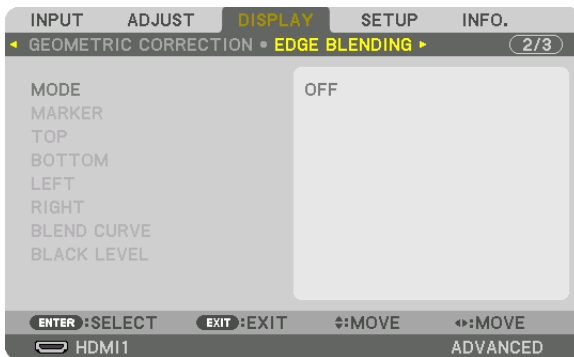 INPUT ADJUST DISPLAY SETUP INFO.
GEOMETRIC CORRECTION • EDGE BLENDING 2/3
MODE OFF
MARKER
TOP
BOTTOM
LEFT
RIGHT
BLEND CURVE
BLACK LEVEL
ENTER :SELECT EXIT :EXIT :MOVE :MOVE
HDMI1 ADVANCED